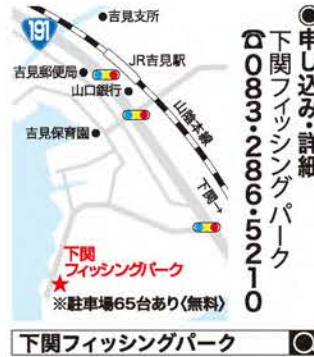 ●申し込み・詳細
下関フィッシングパーク
☎083・286・5210
191
●吉見支所
JR吉見駅
吉見郵便局●
山口銀行●
山陰本線
吉見保育園●
下関→
下関
フィッシングパーク
★
※駐車場65台あり〈無料〉
下関フィッシングパーク